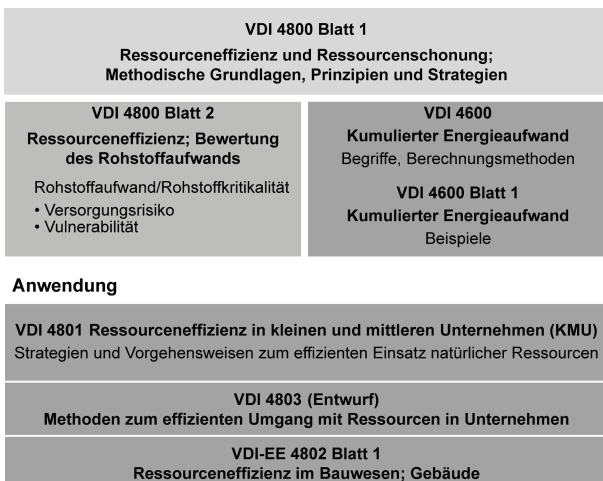 VDI 4800 Blatt 1
Ressourceneffizienz und Ressourcenschonung;
Methodische Grundlagen, Prinzipien und Strategien
VDI 4800 Blatt 2
Ressourceneffizienz; Bewertung
des Rohstoffaufwands
Rohstoffaufwand/Rohstoffkritikalität
• Versorgungsrisiko
• Vulnerabilität
VDI 4600
Kumulierter Energieaufwand
Begriffe, Berechnungsmethoden
VDI 4600 Blatt 1
Kumulierter Energieaufwand
Beispiele
Anwendung
VDI 4801 Ressourceneffizienz in kleinen und mittleren Unternehmen (KMU)
Strategien und Vorgehensweisen zum effizienten Einsatz natürlicher Ressourcen
VDI 4803 (Entwurf)
Methoden zum effizienten Umgang mit Ressourcen in Unternehmen
VDI-EE 4802 Blatt 1
Ressourceneffizienz im Bauwesen; Gebäude